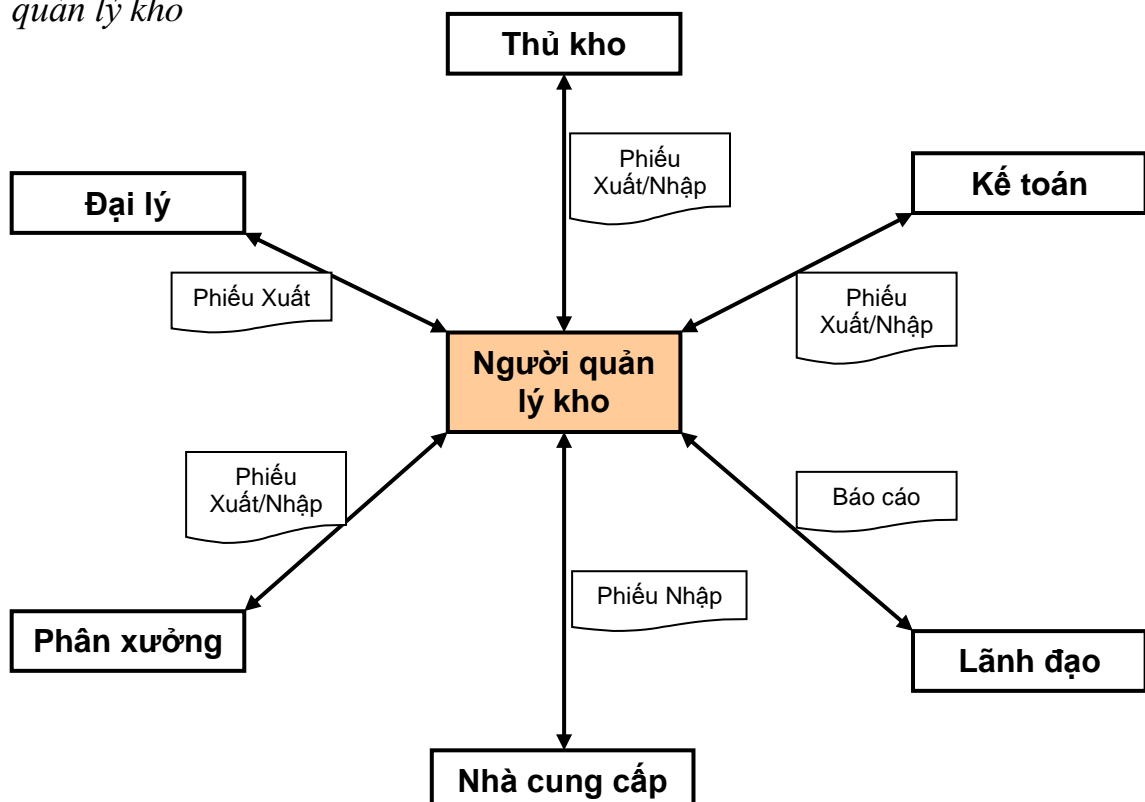 quản lý kho
Thủ kho
Phiếu
Xuất/Nhập
Kế toán
Đại lý
Phiếu Xuất
Phiếu
Xuất/Nhập
Người quản
lý kho
Phiếu
Xuất/Nhập
Báo cáo
Phiếu Nhập
Phân xưởng
Lãnh đạo
Nhà cung cấp